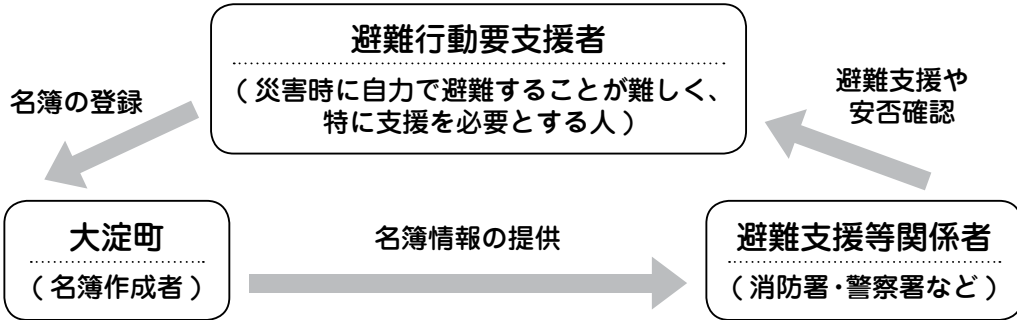 避難行動要支援者
（災害時に自力で避難することが難しく、
特に支援を必要とする人）
名簿の登録
避難支援や
安否確認
大淀町
（名簿作成者）
名簿情報の提供
避難支援等関係者
（消防署・警察署など）